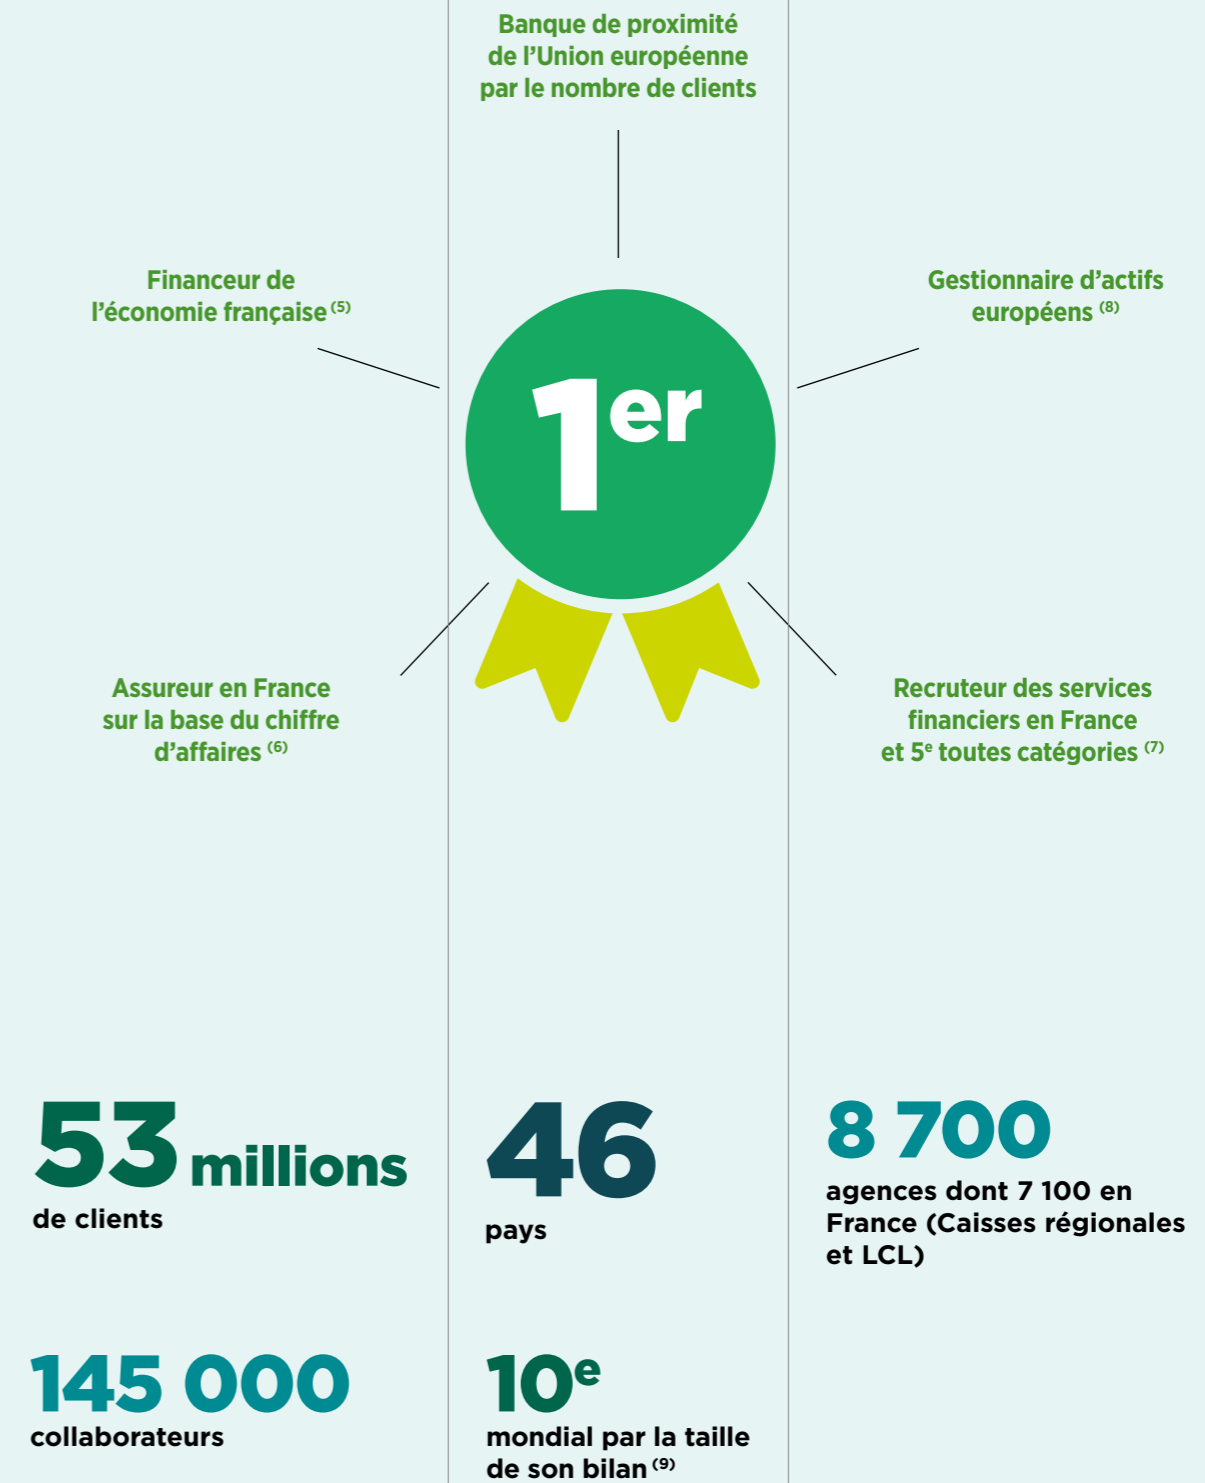 Banque de proximité
de l’Union européenne
par le nombre de clients
Financeur de
l’économie française (5)
Gestionnaire d’actifs
européens (8)
1er
Assureur en France
sur la base du chiffre
d’affaires (6)
Recruteur des services
financiers en France
et 5e toutes catégories (7)
53 millions
de clients
46
pays
8 700
agences dont 7 100 en
France (Caisses régionales
et LCL)
145 000
collaborateurs
10e
mondial par la taille
de son bilan (9)